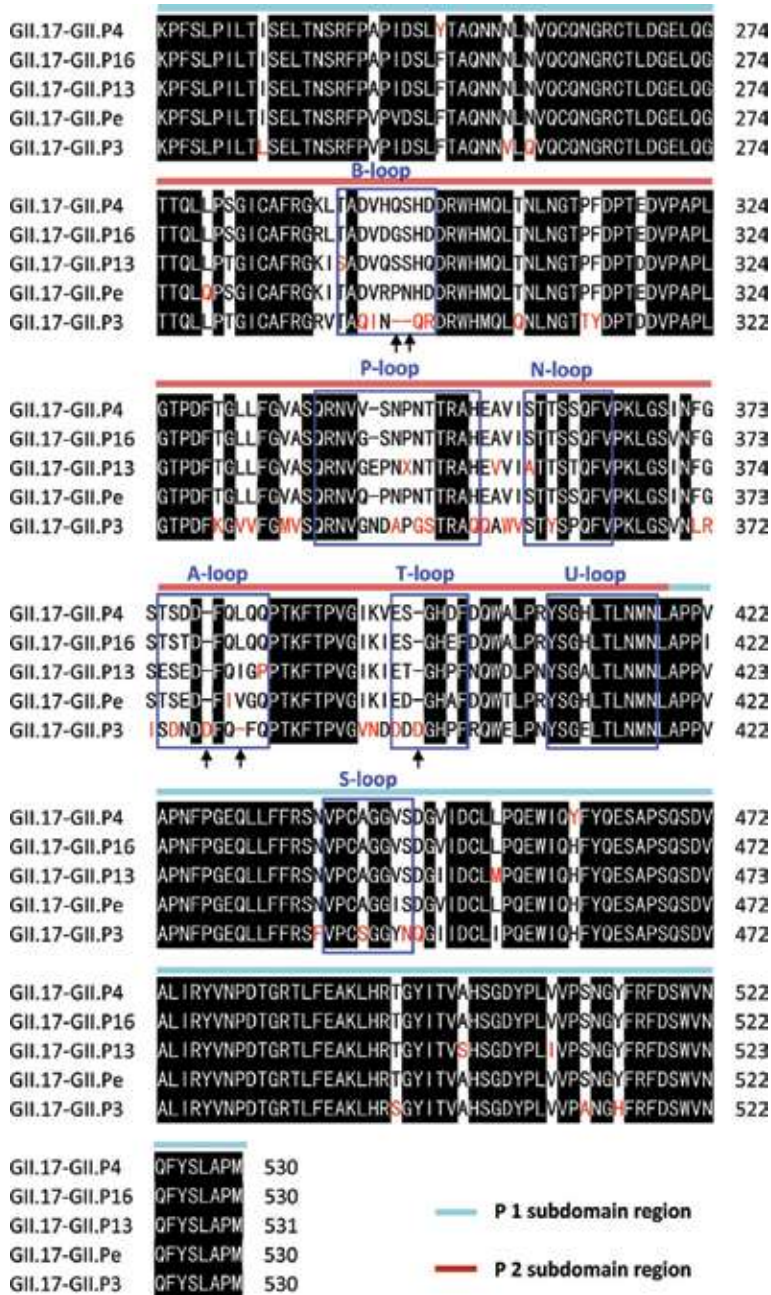 GII.17-GII.P4 KPFSLPILTISELTNSRFPAPIDSLYTAQNNNLNVQCQNGRCTLDGELQG 274
GII.17-GII.P16 KPFSLPILTISELTNSRFPAPIDSLFTAQNNNLNVQCQNGRCTLDGELQG 274
GII.17-GII.P13 KPFSLPILTISELTNSRFPVPIDSLFTAQNNNLNVQCQNGRCTLDGELQG 274
GII.17-GII.Pe KPFSLPILTISELTNSRFPVPVDSLFTAQNNNLNVQCQNGRCTLDGELQG 274
GII.17-GII.P3 KPFSLPILTLSELTNSRFPVPIDSLFTAQNNVLQVQCQNGRCTLDGELQG 274
B-loop
GII.17-GII.P4 TTQLLPSGICAFRGKLTADVHQSHDDRWHMQLTNLNGTPFDPTEDVPAPL 324
GII.17-GII.P16 TTQLLPSGICAFRGRLTADVDGSHDDRWHMQLTNLNGTPFDPTEDVPAPL 324
GII.17-GII.P13 TTQLLPTGICAFRGKISADVQSSHQDRWHMQLTNLNGTPFDPTDDVPAPL 324
GII.17-GII.Pe TTQLQPSGICAFRGKITADVRPNHDDRWHMQLTNLNGTPFDPTEDVPAPL 324
GII.17-GII.P3 TTQLLPTGICAFRGRVTAQIN--QRDRWHMQLQNLNGTTYDPTDDVPAPL 322
P-loop N-loop
GII.17-GII.P4 GTPDFTGLLFGVASQRNVV-SNPNTTRAHEAVISTTSSQFVPKLGSINFG 373
GII.17-GII.P16 GTPDFTGLLFGVASQRNVG-SNPNTTRAHEAVISTTSSQFVPKLGSINFG 373
GII.17-GII.P13 GTPDFTGLLFGVASQRNVGEPNXNTTRAHEVVIATTSTQFVPKLGSINFG 374
GII.17-GII.Pe GTPDFTGLLFGVASQRNVQ-PNPNTTRAHEAVISTTSSQFVPKLGSINFG 373
GII.17-GII.P3 GTPDFKGVVFGMVSQRNVGNDAPGSTRAQQAWVSTYSPQFVPKLGSVNLR 372
A-loop T-loop U-loop
GII.17-GII.P4 STSDD-FQLQQPTKFTPVGIKVES-GHDFDQWALPRYSGHLTLNMNLAPPV 422
GII.17-GII.P16 STSTD-FQLQQPTKFTPVGIKIES-GHEFDQWALPRYSGHLTLNMNLAPPI 422
GII.17-GII.P13 SESED-FQIGPPTKFTPVGIKIET-GHPFNQWDLPNYSGALTLNMNLAPPV 423
GII.17-GII.Pe STSED-FIVGQPTKFTPVGIKIED-GHAFDQWTLPRYSGHLTLNMNLAPPV 422
GII.17-GII.P3 ISDNDDFQ-FQPTKFTPVGVNDDDDGHPFRQWELPNYSGELTLNMNLAPPV 422
S-loop
GII.17-GII.P4 APNFPGEQLLFFRSNVPCAGGVSDGVIDCLLPQEWIQYFYQESAPSQSDV 472
GII.17-GII.P16 APNFPGEQLLFFRSNVPCAGGVSDGVIDCLLPQEWIQHFYQESAPSQSDV 472
GII.17-GII.P13 APNFPGEQLLFFRSNVPCAGGVSDGIIDCLMPQEWIQHFYQESAPSQSDV 473
GII.17-GII.Pe APNFPGEQLLFFRSNVPCAGGISDGVIDCLLPQEWIQHFYQESAPSQSDV 472
GII.17-GII.P3 APNFPGEQLLFFRSFVPCSGGYNQGIIDCLIPQEWIQHFYQESAPSQSDV 472
GII.17-GII.P4 ALIRYVNPDTGRTLFEAKLHRTGYITVAHSGDYPLVVPSNGYFRFDSWVN 522
GII.17-GII.P16 ALIRYVNPDTGRTLFEAKLHRTGYITVAHSGDYPLVVPSNGYFRFDSWVN 522
GII.17-GII.P13 ALIRYVNPDTGRTLFEAKLHRTGYITVSHSGDYPLIVPSNGYFRFDSWVN 523
GII.17-GII.Pe ALIRYVNPDTGRTLFEAKLHRTGYITVAHSGDYPLVVPSNGYFRFDSWVN 522
GII.17-GII.P3 ALIRYVNPDTGRTLFEAKLHRSGYITVAHSGDYPLVVPANGHFRFDSWVN 522
GII.17-GII.P4 QFYSLAPM 530
GII.17-GII.P16 QFYSLAPM 530
GII.17-GII.P13 QFYSLAPM 531
GII.17-GII.Pe QFYSLAPM 530
GII.17-GII.P3 QFYSLAPM 530
P 1 subdomain region
P 2 subdomain region